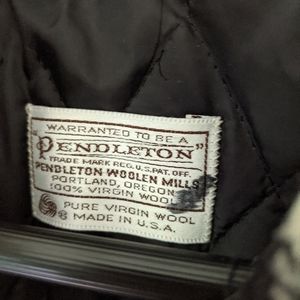 WARRANTED TO BE A
"PENDLETON"
TRADE MARK REG. U.S. PAT. OFF.
PENDLETON WOOLEN MILLS
PORTLAND, OREGON
100% VIRGIN WOOL
PURE VIRGIN WOOL
® MADE IN U.S.A.